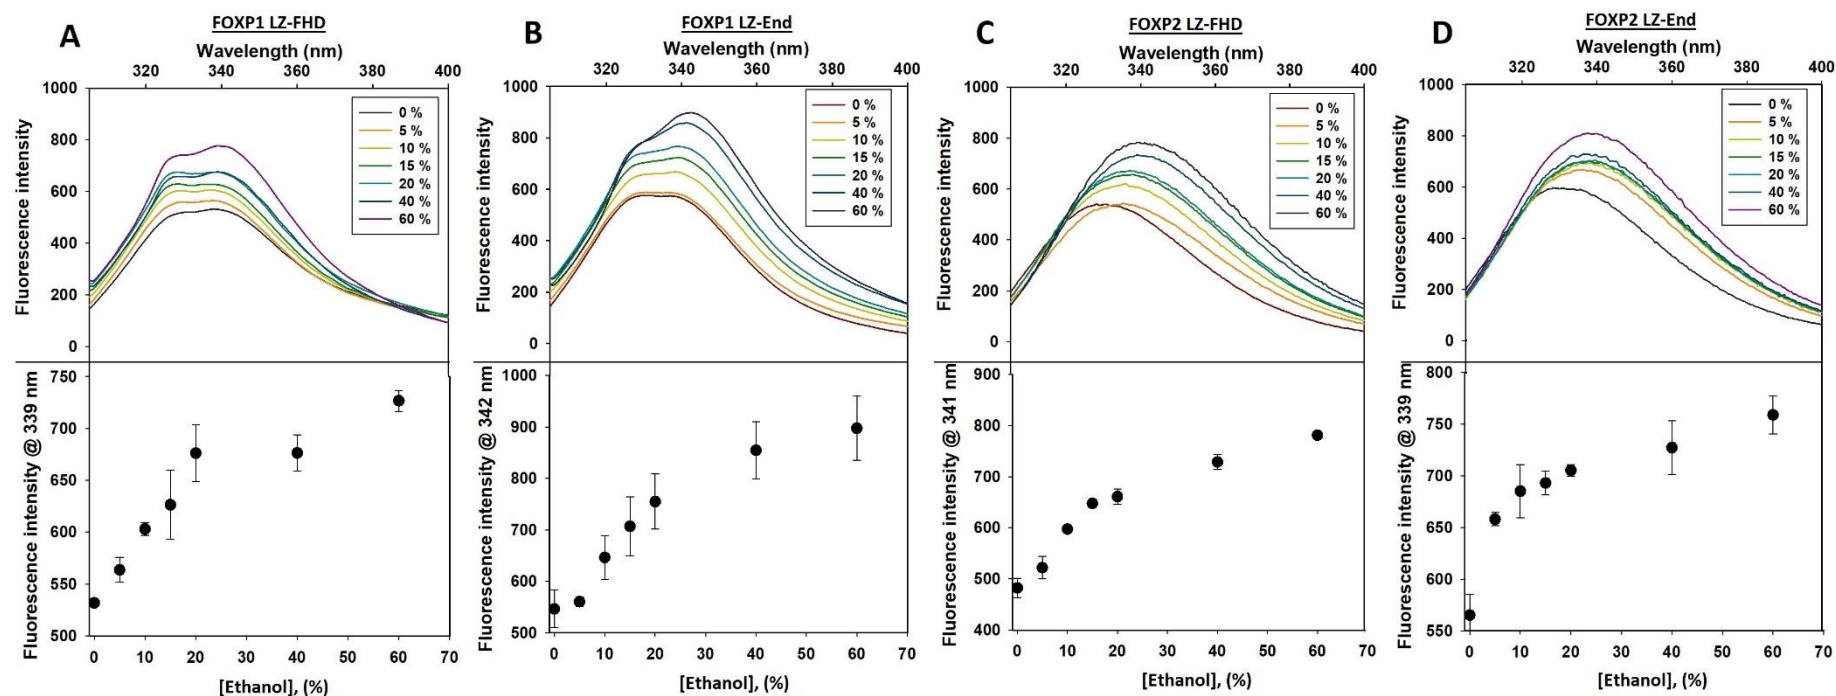 A
FOXP1 LZ-FHD
Wavelength (nm)
320 340 360 380 400
Fluorescence intensity
1000
800
600
400
200
0
0 %
5 %
10 %
15 %
20 %
40 %
60 %
Fluorescence intensity @ 339 nm
750
700
650
600
550
500
0 10 20 30 40 50 60 70
[Ethanol], (%)
B
FOXP1 LZ-End
Wavelength (nm)
320 340 360 380 400
Fluorescence intensity
1000
800
600
400
200
0
0 %
5 %
10 %
15 %
20 %
40 %
60 %
Fluorescence intensity @ 342 nm
1000
900
800
700
600
500
0 10 20 30 40 50 60 70
[Ethanol], (%)
C
FOXP2 LZ-FHD
Wavelength (nm)
320 340 360 380 400
Fluorescence intensity
1000
800
600
400
200
0
0 %
5 %
10 %
15 %
20 %
40 %
60 %
Fluorescence intensity @ 341 nm
900
800
700
600
500
400
0 10 20 30 40 50 60 70
[Ethanol], (%)
D
FOXP2 LZ-End
Wavelength (nm)
320 340 360 380 400
Fluorescence intensity
1000
800
600
400
200
0
0 %
5 %
10 %
15 %
20 %
40 %
60 %
Fluorescence intensity @ 339 nm
800
750
700
650
600
550
0 10 20 30 40 50 60 70
[Ethanol], (%)